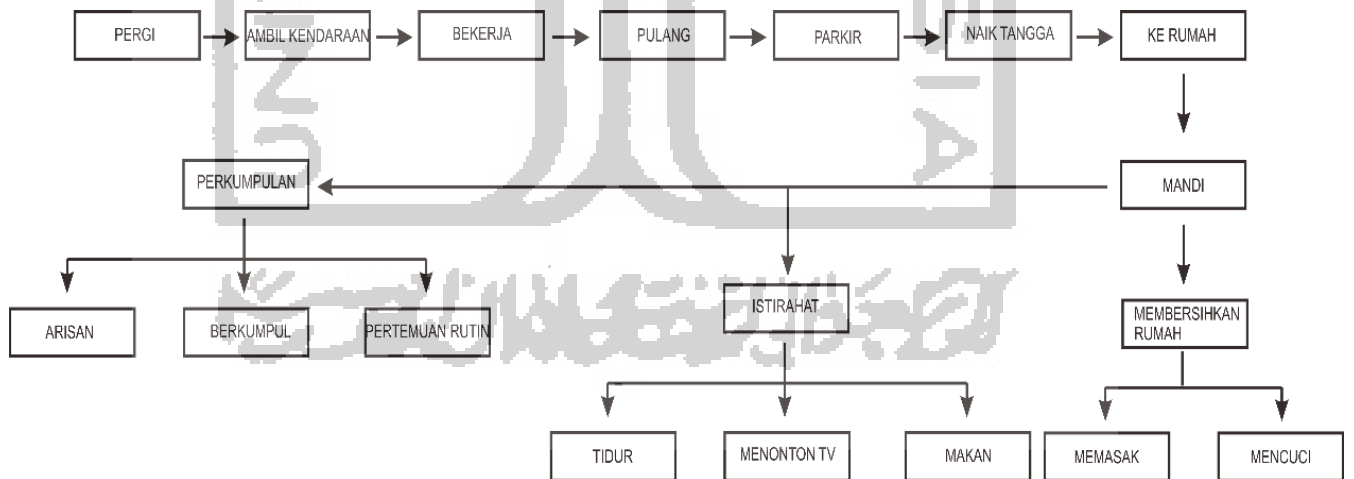 PERGI
AMBIL KENDARAAN
BEKERJA
PULANG
PARKIR
NAIK TANGGA
KE RUMAH
PERKUMPULAN
MANDI
ARISAN
BERKUMPUL
PERTEMUAN RUTIN
ISTIRAHAT
MEMBERSIHKAN
RUMAH
TIDUR
MENONTON TV
MAKAN
MEMASAK
MENCUCI